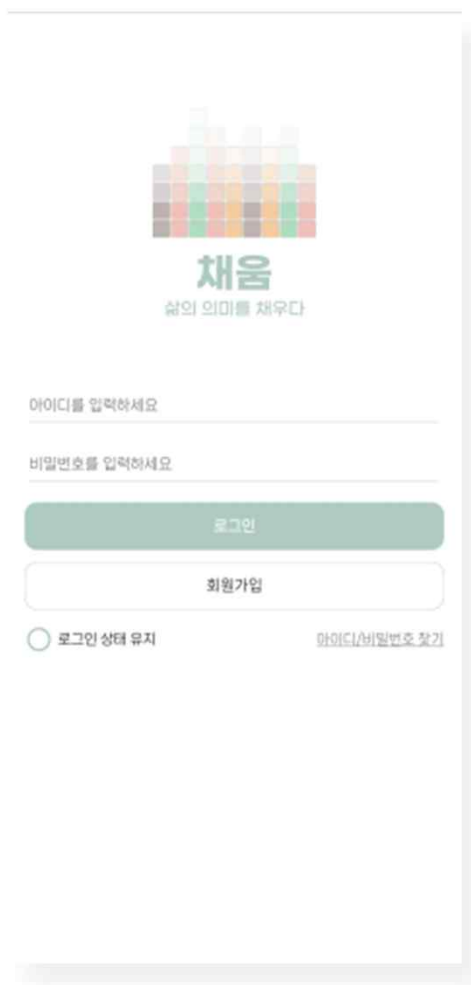 채움
삶의 의미를 채우다
아이디를 입력하세요
비밀번호를 입력하세요
로그인
회원가입
로그인 상태 유지 아이디/비밀번호 찾기